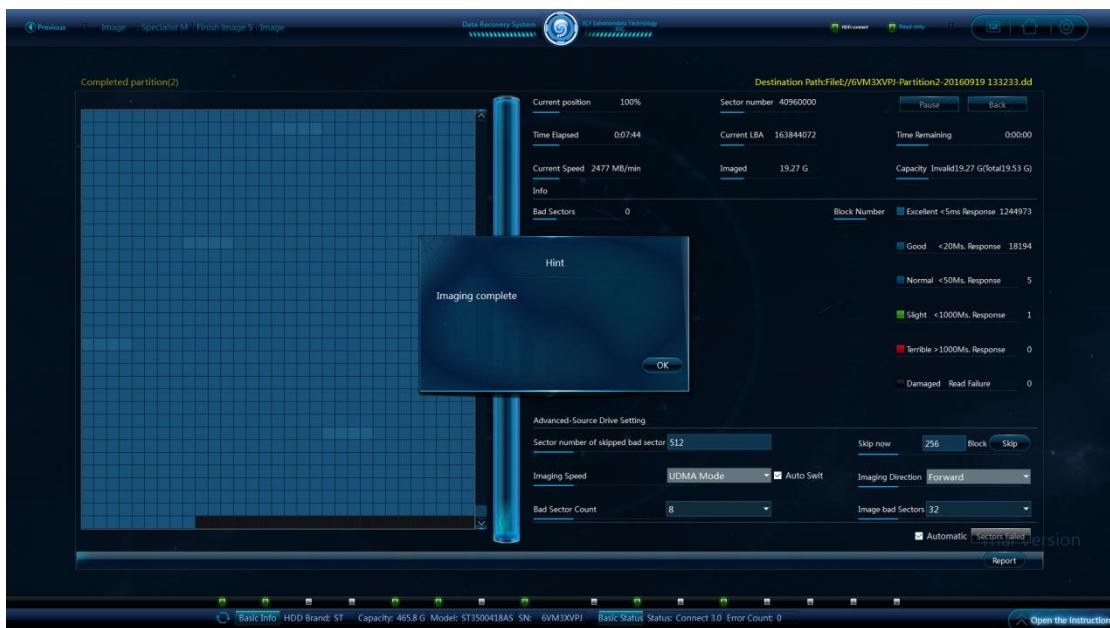 Previous Image Specialist M Finish Image S Image Data Recovery System XLY Salvationdata Technology INC. HDD connect Read-only
Completed partition(2) Destination Path:File[://6VM3XVPJ-Partition2-20160919 133233.dd
Current position 100% Sector number 40960000 Pause Back
Time Elapsed 0:07:44 Current LBA 163844072 Time Remaining 0:00:00
Current Speed 2477 MB/min Imaged 19.27 G Capacity Invalid19.27 G(Total19.53 G)
Info
Bad Sectors 0 Block Number Excellent <5ms Response 1244973
Good <20Ms. Response 18194
Hint
Normal <50Ms. Response 5
Imaging complete
Slight <1000Ms. Response 1
Terrible >1000Ms. Response 0
OK
Damaged Read Failure 0
Advanced-Source Drive Setting
Sector number of skipped bad sector 512 Skip now 256 Block Skip
Imaging Speed UDMA Mode Auto Swit Imaging Direction Forward
Bad Sector Count 8 Image bad Sectors 32
Automatic Sectors Failed
Trial Version
Report
Basic Info HDD Brand: ST Capacity: 465.8 G Model: ST3500418AS SN: 6VM3XVPJ Basic Status Status: Connect 3.0 Error Count: 0 Open the Instruction